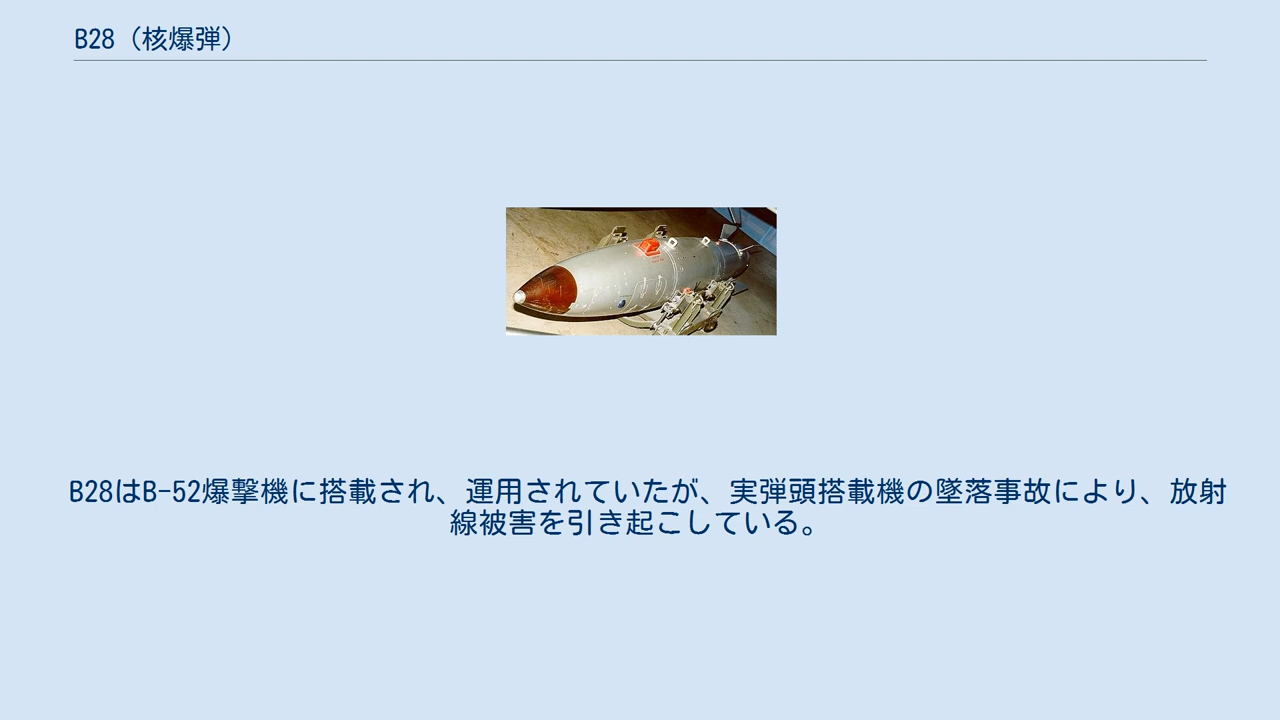 B28（核爆弾）
B28はB-52爆撃機に搭載され、運用されていたが、実弾頭搭載機の墜落事故により、放射
線被害を引き起こしている。